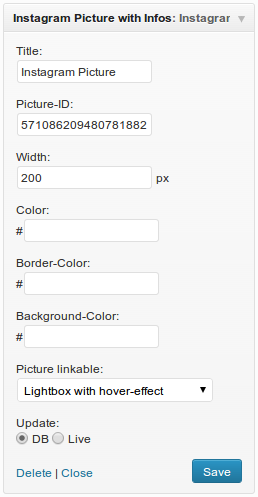 Instagram Picture with Infos: Instagrar
Title:
Instagram Picture
Picture-ID:
571086209480781882
Width:
200 px
Color:
#
Border-Color:
#
Background-Color:
#
Picture linkable:
Lightbox with hover-effect
Update:
DB Live
Delete | Close Save